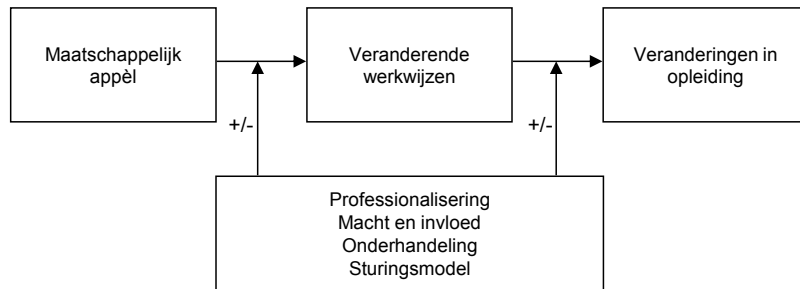 Maatschappelijk
appèl
Veranderende
werkwijzen
Veranderingen in
opleiding
+/-
+/-
Professionalisering
Macht en invloed
Onderhandeling
Sturingsmodel